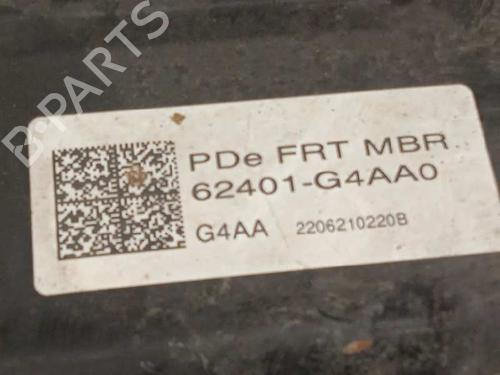 PDe FRT MBR
62401-G4AA0
G4AA 2206210220B
B-PARTS